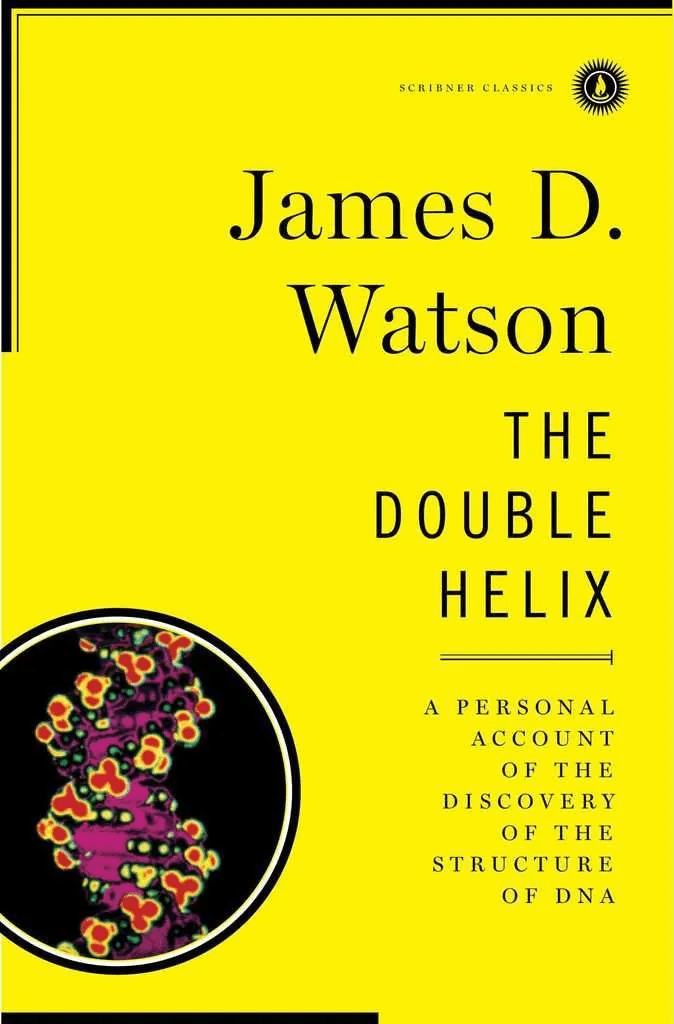 SCRIBNER CLASSICS
James D.
Watson
THE
DOUBLE
HELIX
A PERSONAL
ACCOUNT
OF THE
DISCOVERY
OF THE
STRUCTURE
OF DNA